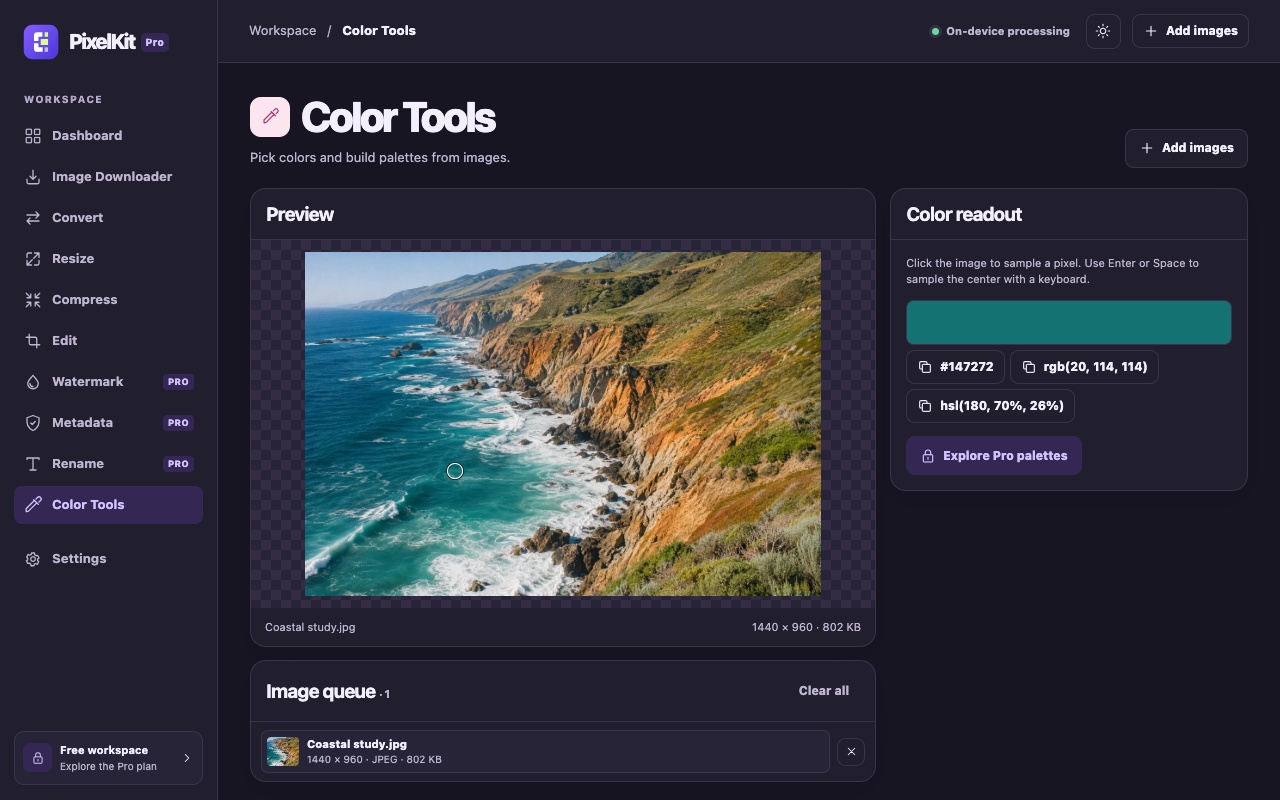 PixelKit Pro
WORKSPACE
Dashboard
Image Downloader
Convert
Resize
Compress
Edit
Watermark PRO
Metadata PRO
Rename PRO
Color Tools
Settings
Free workspace
Explore the Pro plan
Workspace / Color Tools
On-device processing
Add images
Color Tools
Pick colors and build palettes from images.
Add images
Preview
Coastal study.jpg 1440 × 960 · 802 KB
Image queue · 1
Clear all
Coastal study.jpg
1440 × 960 · JPEG · 802 KB
Color readout
Click the image to sample a pixel. Use Enter or Space to
sample the center with a keyboard.
#147272 rgb(20, 114, 114)
hsl(180, 70%, 26%)
Explore Pro palettes